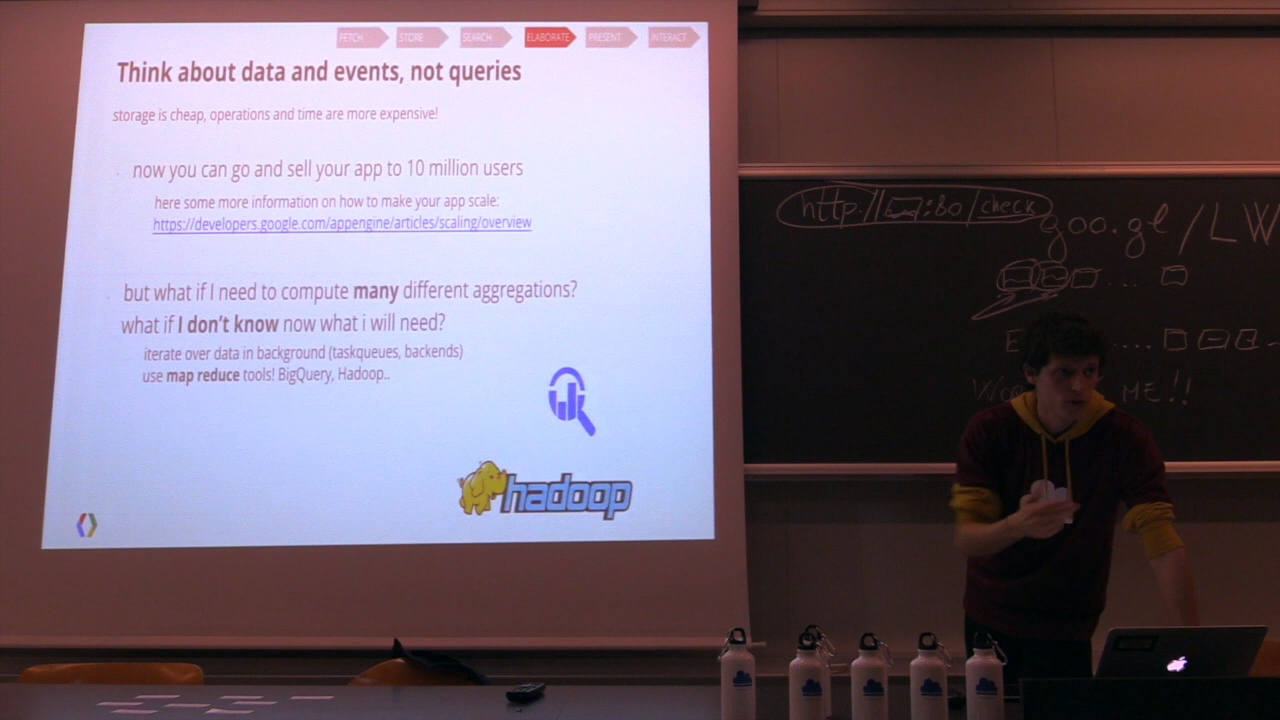 FETCH
STORE
SEARCH
ELABORATE
PRESENT
INTERACT
Think about data and events, not queries
storage is cheap, operations and time are more expensive!
now you can go and sell your app to 10 million users
here some more information on how to make your app scale:
https://developers.google.com/appengine/articles/scaling/overview
but what if I need to compute many different aggregations?
what if I don't know now what i will need?
iterate over data in background (taskqueues, backends)
use map reduce tools! BigQuery, Hadoop..
hadoop
http:// :80/check
goo.gl/LW
ME!!